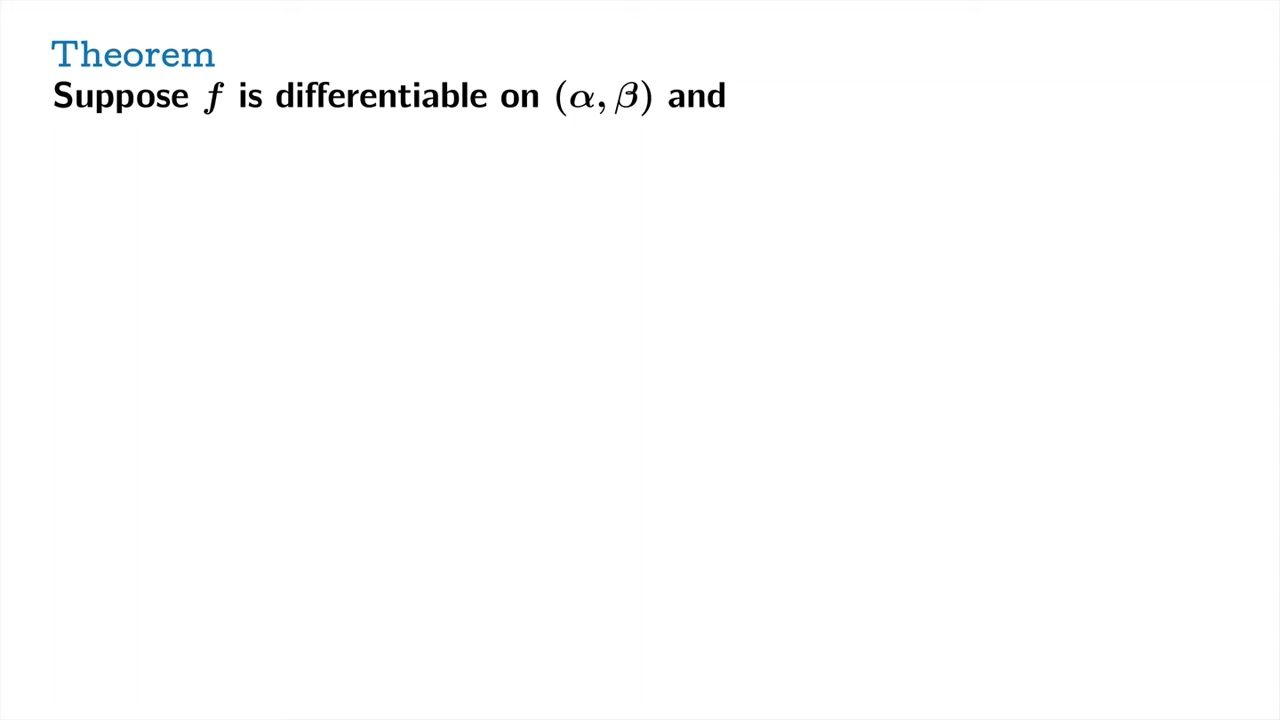 Theorem
Suppose f is differentiable on (α, β) and